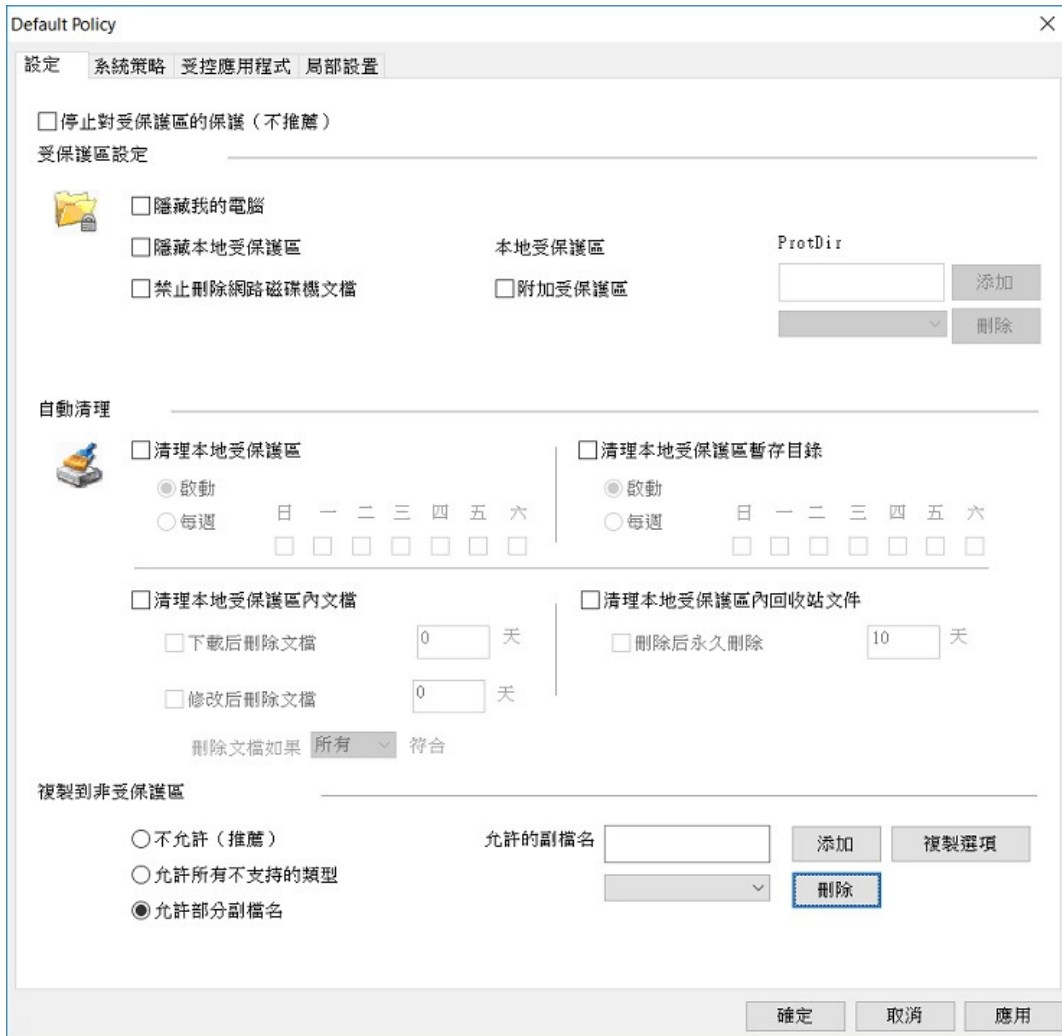 Default Policy
設定 系統策略 受控應用程式 局部設置
停止對受保護區的保護（不推薦）
受保護區設定
隱藏我的電腦
隱藏本地受保護區 本地受保護區 ProtDir
禁止刪除網路磁碟機文檔 附加受保護區 添加
刪除
自動清理
清理本地受保護區 清理本地受保護區暫存目錄
啟動 啟動
每週 日 一 二 三 四 五 六 每週 日 一 二 三 四 五 六
清理本地受保護區內文檔 清理本地受保護區內回收站文件
下載后刪除文檔 0 天 刪除后永久刪除 10 天
修改后刪除文檔 0 天
刪除文檔如果 所有 符合
複製到非受保護區
不允許（推薦） 允許的副檔名 添加 複製選項
允許所有不支持的類型
刪除
允許部分副檔名
確定 取消 應用